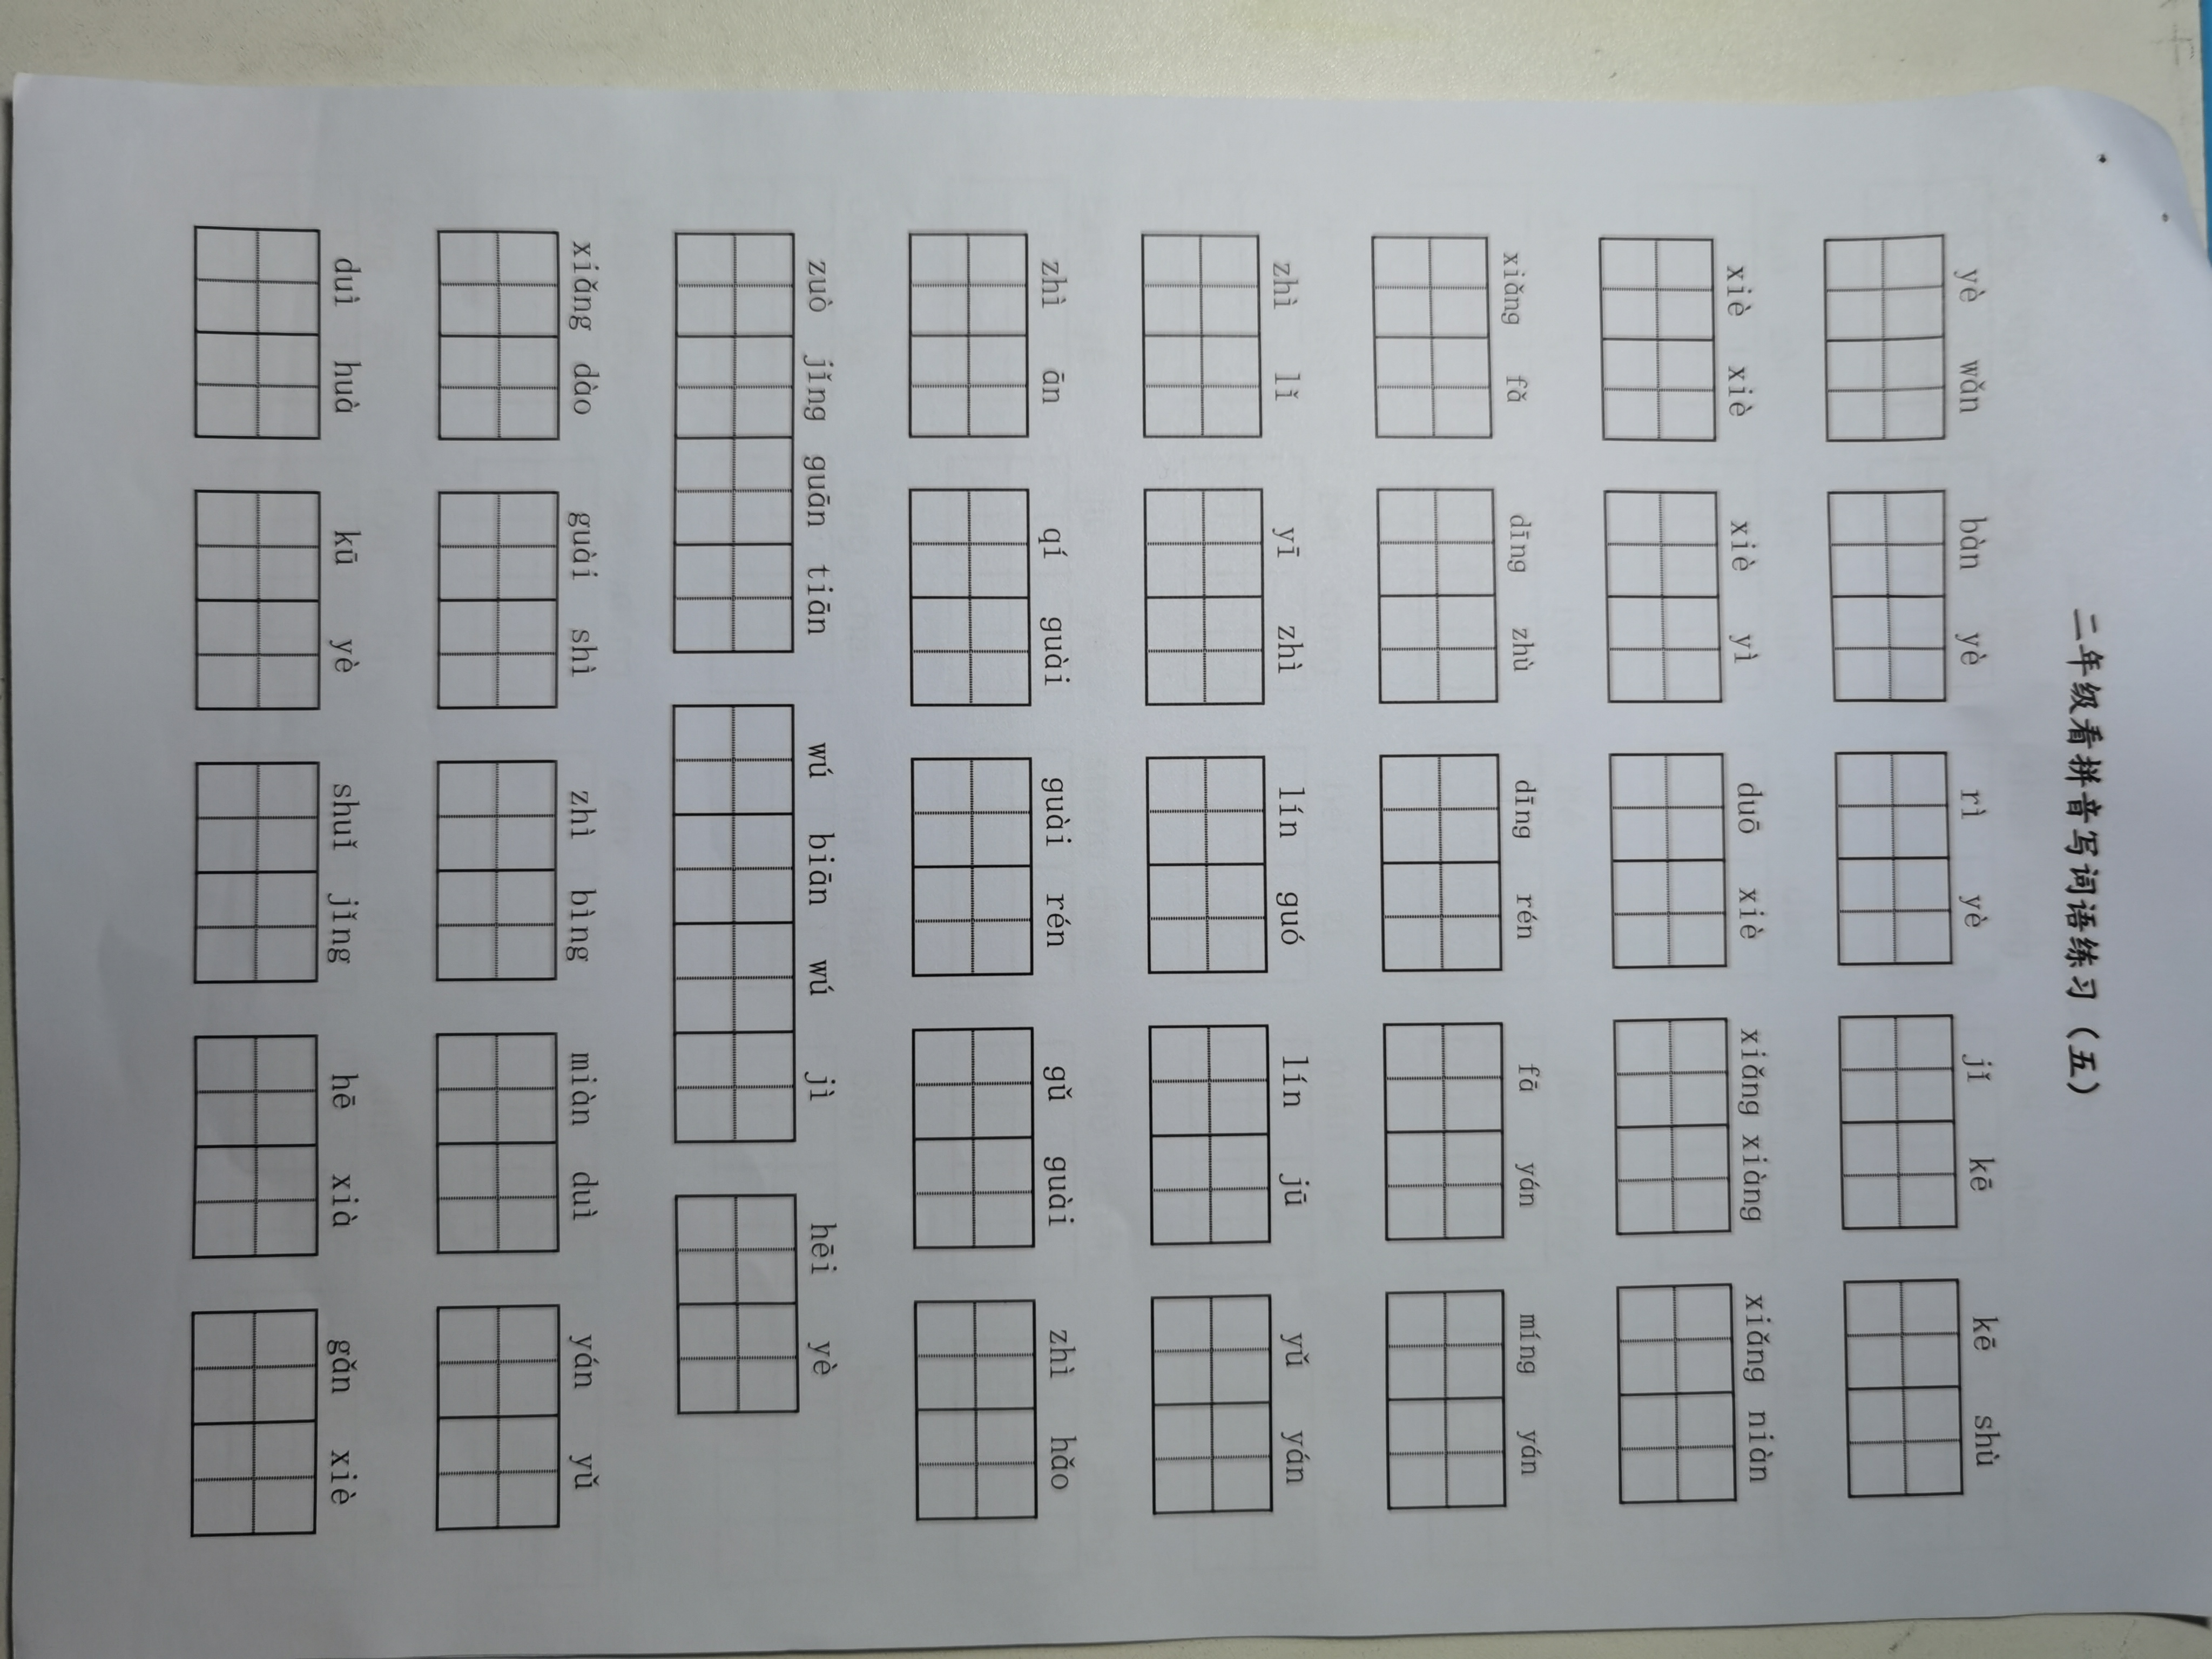 二年级看拼音写词语练习（五）
yè wǎn bàn yè rì yè jǐ kē kē shù
xiè xiè xiè yì duō xiè xiǎng xiàng xiǎng niàn
xiǎng fǎ dīng zhù dīng rén fā yán míng yán
zhì lǐ yī zhì lín guó lín jū yǔ yán
zhì ān qí guài guài rén gǔ guài zhì hǎo
zuò jǐng guān tiān wú biān wú jì hēi yè
xiǎng dào guài shì zhì bìng miàn duì yán yǔ
duì huà kū yè shuǐ jǐng hē xià gǎn xiè